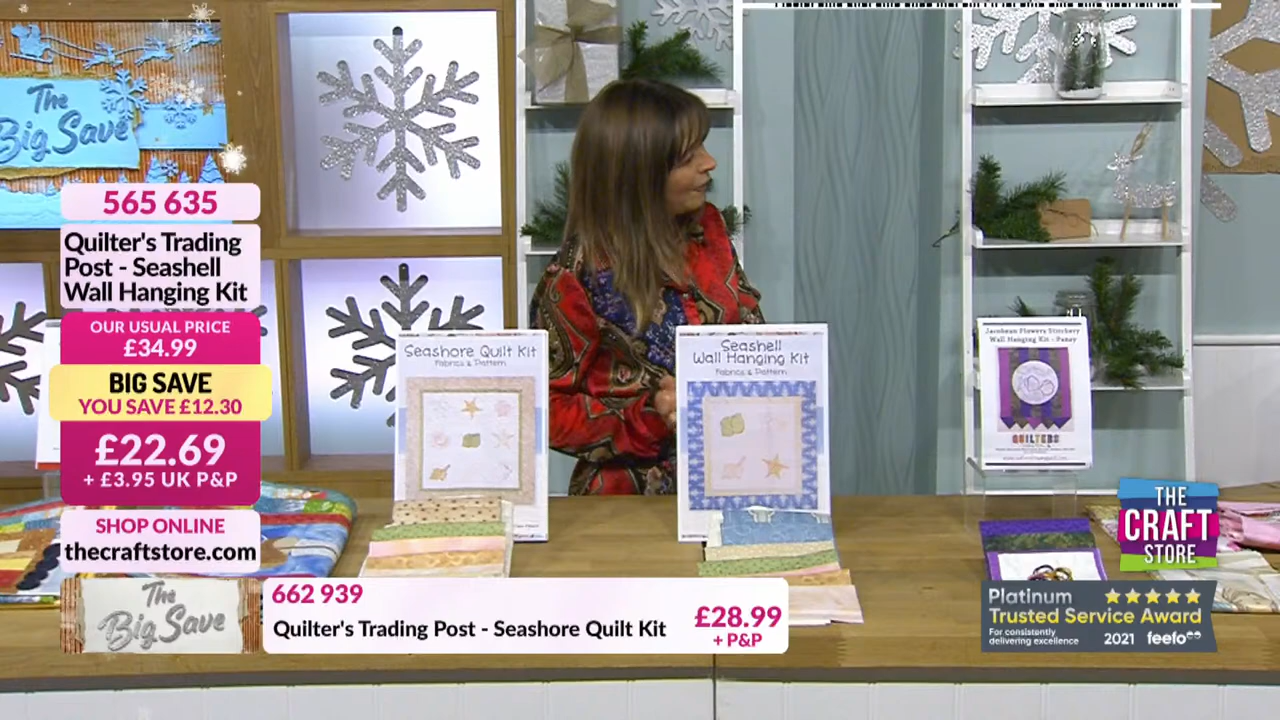 The
Big Save
565 635
Quilter's Trading
Post - Seashell
Wall Hanging Kit
OUR USUAL PRICE
£34.99
BIG SAVE
YOU SAVE £12.30
£22.69
+ £3.95 UK P&P
SHOP ONLINE
thecraftstore.com
Seashore Quilt Kit
Fabrics & Pattern
Seashell
Wall Hanging Kit
Fabrics & Pattern
Jacobean Flowers Stitchery
Wall Hanging Kit - Pansy
QUILTERS
THE
CRAFT
STORE
The
Big Save
662 939
Quilter's Trading Post - Seashore Quilt Kit
£28.99
+ P&P
Platinum
Trusted Service Award
For consistently
delivering excellence
2021 feefo